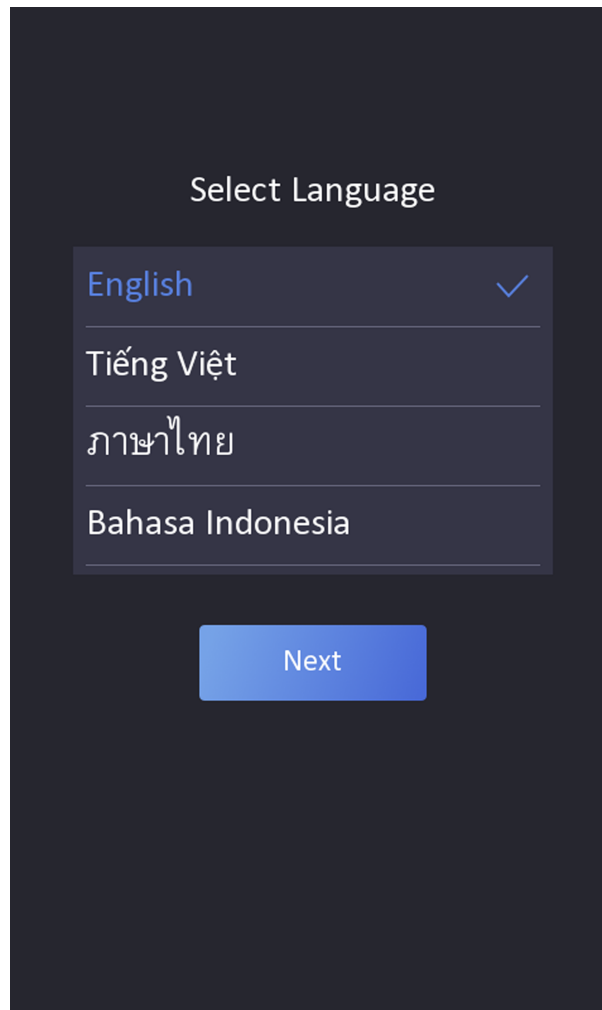 Select Language
English
Tiếng Việt
ภาษาไทย
Bahasa Indonesia
Next